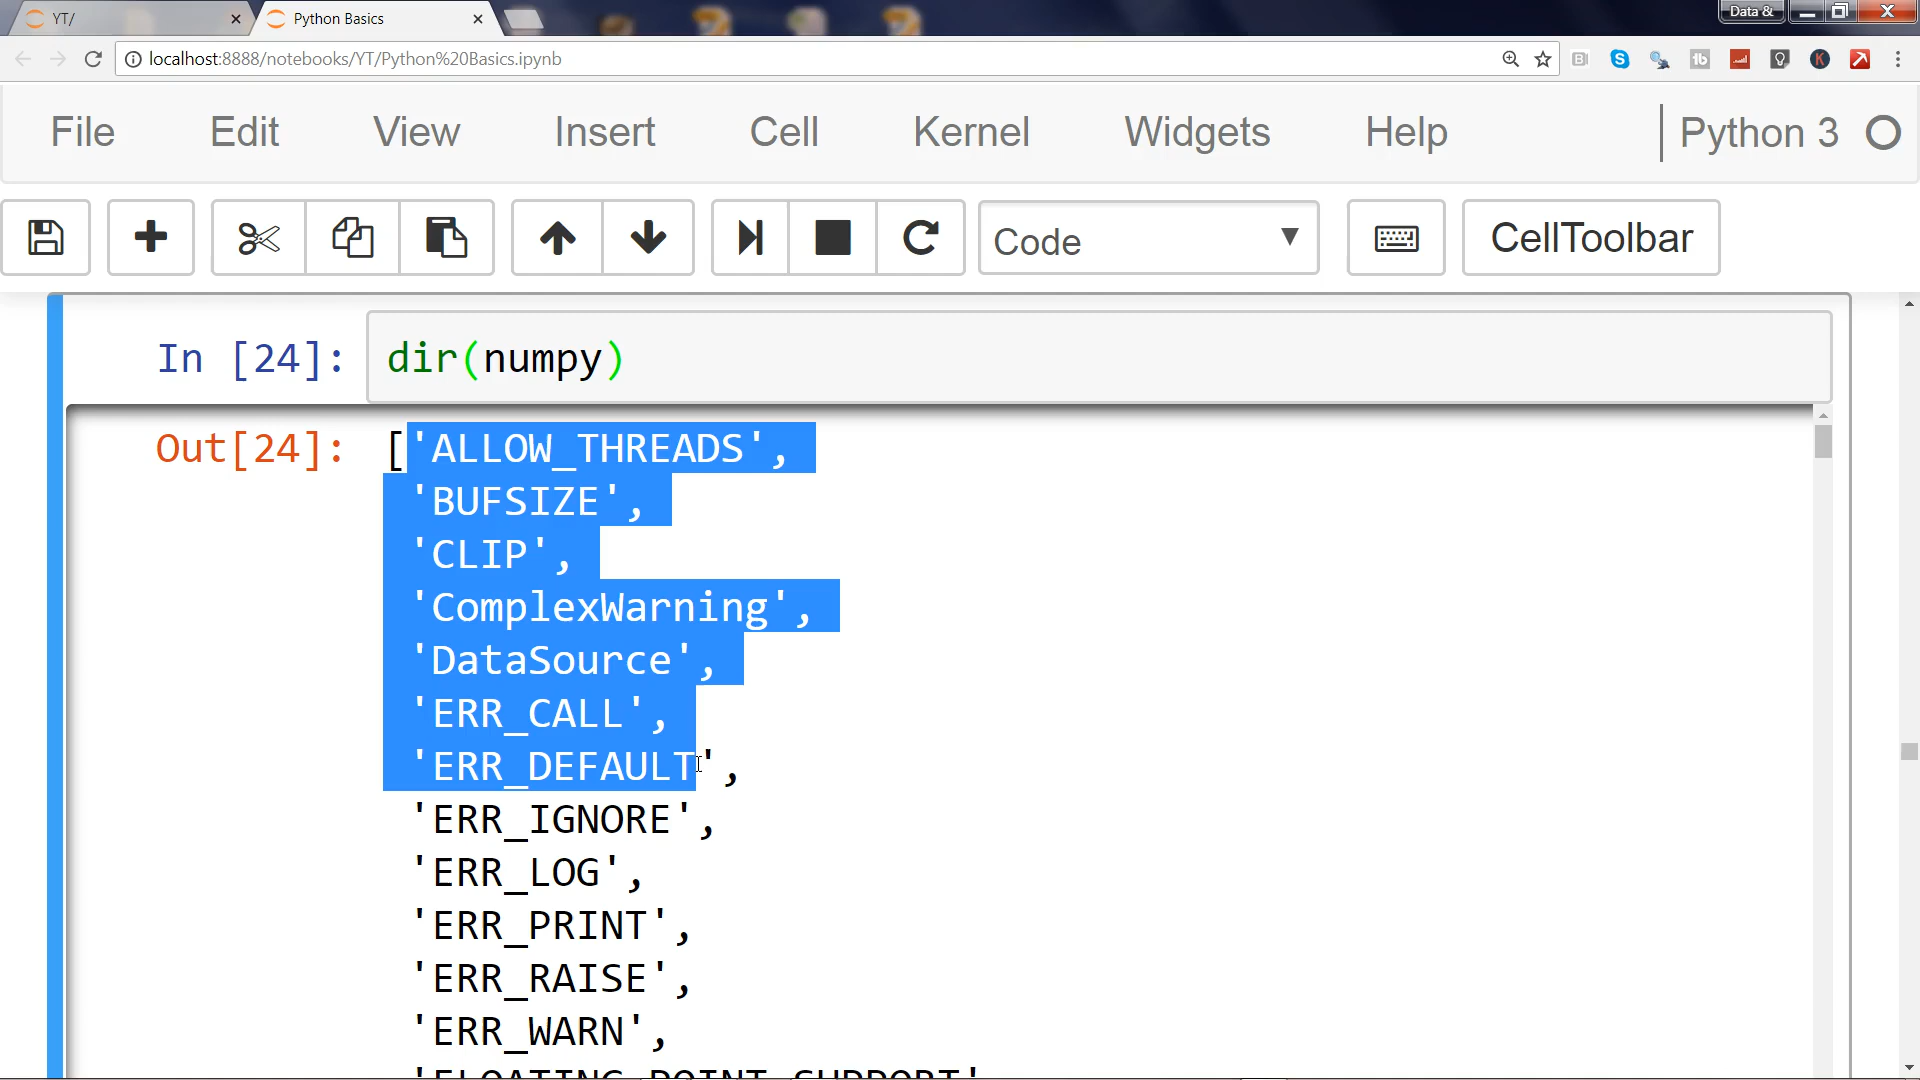 YT/
Python Basics
Data &
localhost:8888/notebooks/YT/Python%20Basics.ipynb
File Edit View Insert Cell Kernel Widgets Help Python 3
Code CellToolbar
In [24]: dir(numpy)
Out[24]: ['ALLOW_THREADS',
'BUFSIZE',
'CLIP',
'ComplexWarning',
'DataSource',
'ERR_CALL',
'ERR_DEFAULT',
'ERR_IGNORE',
'ERR_LOG',
'ERR_PRINT',
'ERR_RAISE',
'ERR_WARN',
'FLOATING_POINT_SUPPORT'